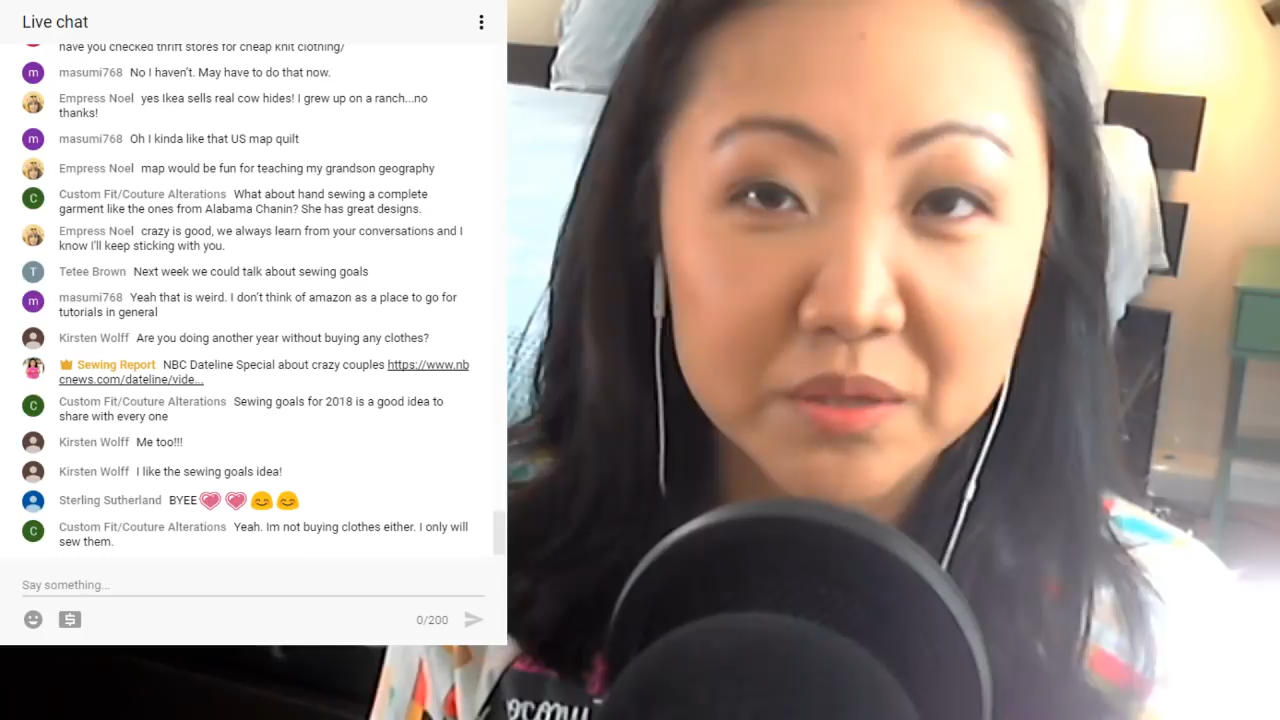 Live chat
have you checked thrift stores for cheap knit clothing/
m masumi768 No I haven't. May have to do that now.
Empress Noel yes Ikea sells real cow hides! I grew up on a ranch...no
thanks!
m masumi768 Oh I kinda like that US map quilt
Empress Noel map would be fun for teaching my grandson geography
C Custom Fit/Couture Alterations What about hand sewing a complete
garment like the ones from Alabama Chanin? She has great designs.
Empress Noel crazy is good, we always learn from your conversations and I
know I'll keep sticking with you.
T Tetee Brown Next week we could talk about sewing goals
m masumi768 Yeah that is weird. I don't think of amazon as a place to go for
tutorials in general
Kirsten Wolff Are you doing another year without buying any clothes?
Sewing Report NBC Dateline Special about crazy couples https://www.nb
cnews.com/dateline/vide...
C Custom Fit/Couture Alterations Sewing goals for 2018 is a good idea to
share with every one
Kirsten Wolff Me too!!!
Kirsten Wolff I like the sewing goals idea!
Sterling Sutherland BYEE💗💗😊😊
C Custom Fit/Couture Alterations Yeah. Im not buying clothes either. I only will
sew them.
Say something...
0/200